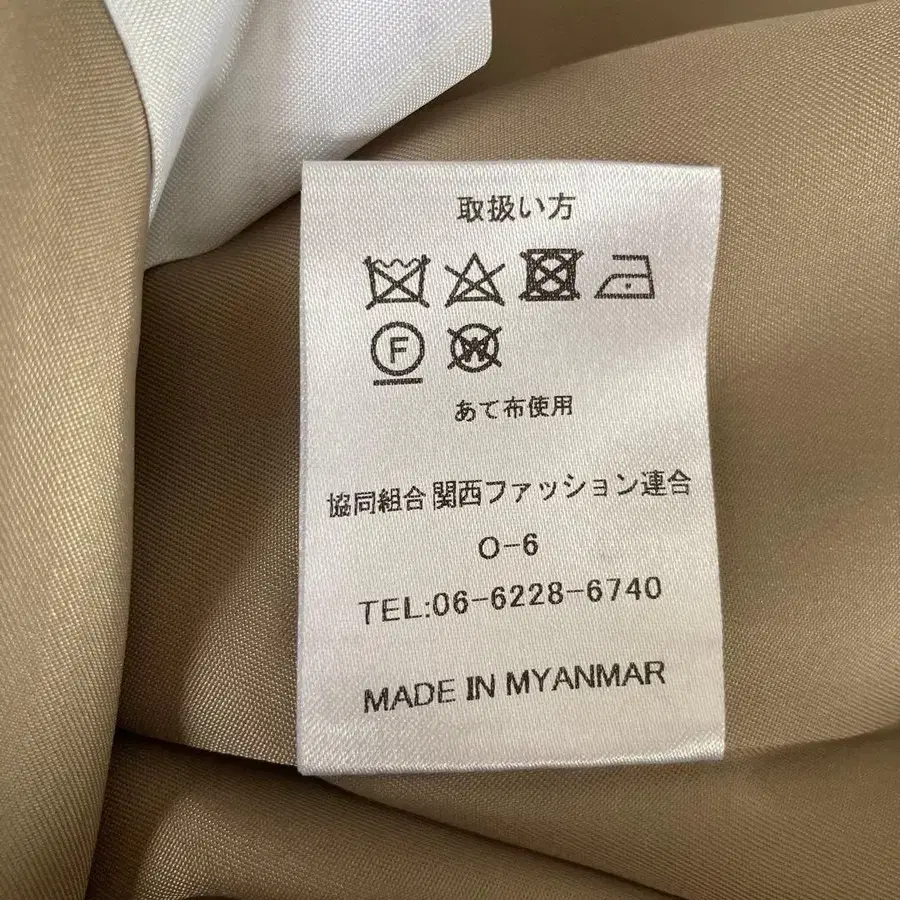 取扱い方
F W
あて布使用
協同組合 関西ファッション連合
O-6
TEL:06-6228-6740
MADE IN MYANMAR